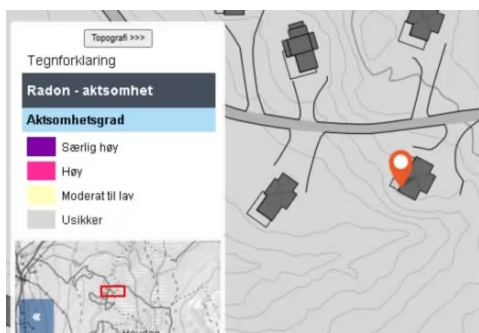 Topografi >>>
Tegnforklaring
Radon - aktsomhet
Aktsomhetsgrad
Særlig høy
Høy
Moderat til lav
Usikker
«